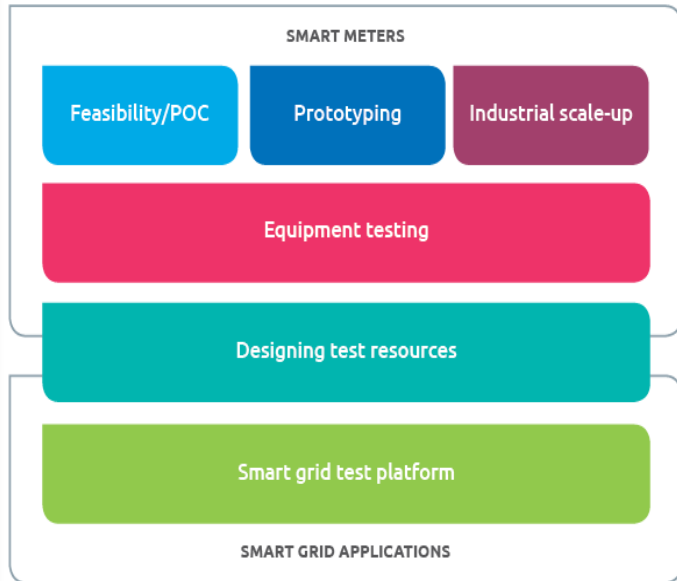 SMART METERS
Feasibility/POC
Prototyping
Industrial scale-up
Equipment testing
Designing test resources
Smart grid test platform
SMART GRID APPLICATIONS